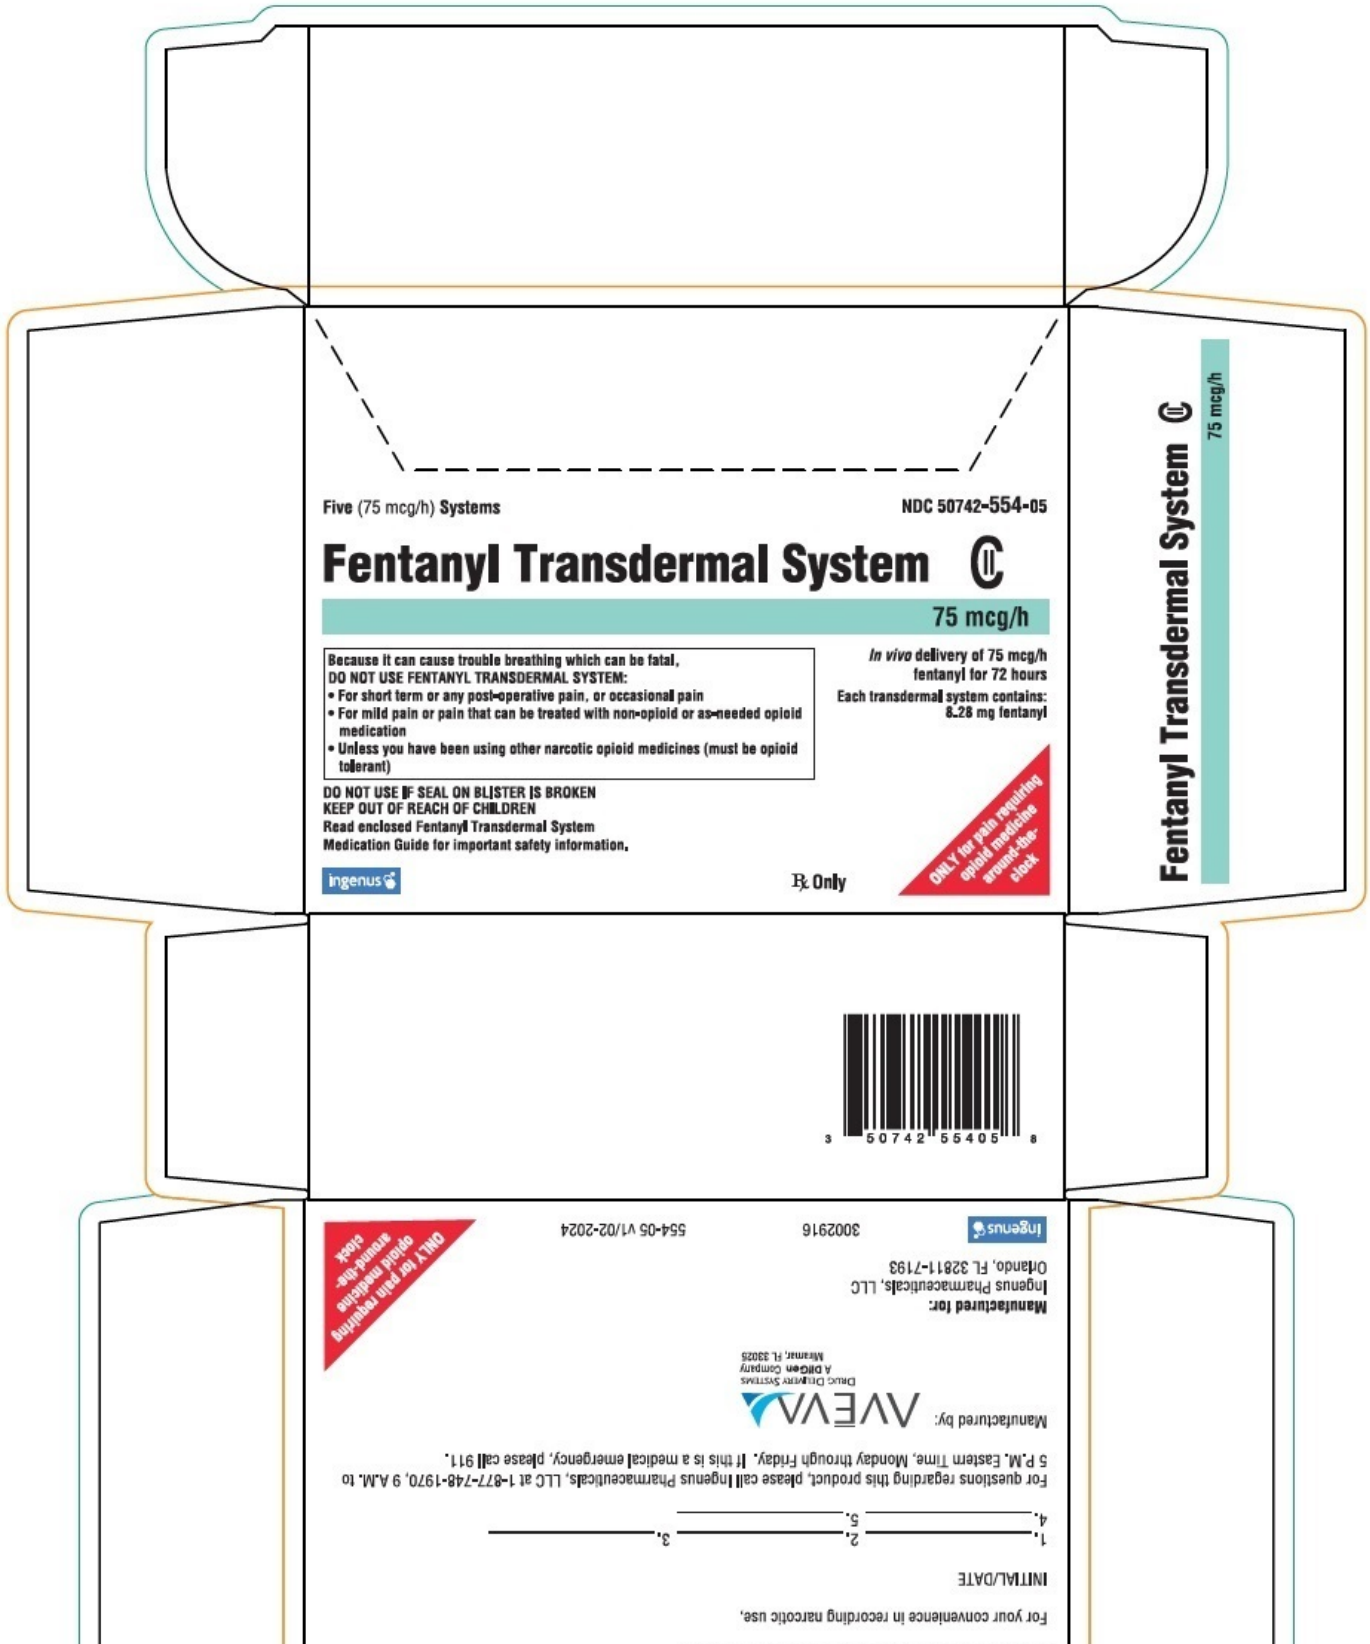 Five (75 mcg/h) Systems
NDC 50742-554-05
Fentanyl Transdermal System CII
75 mcg/h
Because it can cause trouble breathing which can be fatal,
DO NOT USE FENTANYL TRANSDERMAL SYSTEM:
• For short term or any post-operative pain, or occasional pain
• For mild pain or pain that can be treated with non-opioid or as-needed opioid
medication
• Unless you have been using other narcotic opioid medicines (must be opioid
tolerant)
In vivo delivery of 75 mcg/h
fentanyl for 72 hours
Each transdermal system contains:
8.28 mg fentanyl
DO NOT USE IF SEAL ON BLISTER IS BROKEN
KEEP OUT OF REACH OF CHILDREN
Read enclosed Fentanyl Transdermal System
Medication Guide for important safety information.
ingenus
Rx Only
ONLY for pain requiring
opioid medicine
around-the-
clock
Fentanyl Transdermal System CII
75 mcg/h
3 50742 55405 8
For your convenience in recording narcotic use,
INITIAL/DATE
1. 2. 3.
4. 5.
For questions regarding this product, please call Ingenus Pharmaceuticals, LLC at 1-877-748-1970, 9 A.M. to
5 P.M. Eastern Time, Monday through Friday. If this is a medical emergency, please call 911.
Manufactured by:
AVEVA
DRUG DELIVERY SYSTEMS
A DifGen Company
Miramar, FL 33025
Manufactured for:
Ingenus Pharmaceuticals, LLC
Orlando, FL 32811-7193
ingenus
3002916
554-05 v1/02-2024
ONLY for pain requiring
opioid medicine
around-the-
clock